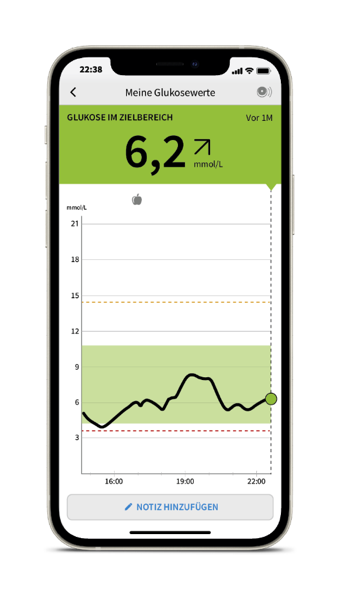 22:38
Meine Glukosewerte
GLUKOSE IM ZIELBEREICH
Vor 1M
6,2
mmol/L
mmol/L
21
18
15
12
9
6
3
16:00
19:00
22:00
NOTIZ HINZUFÜGEN